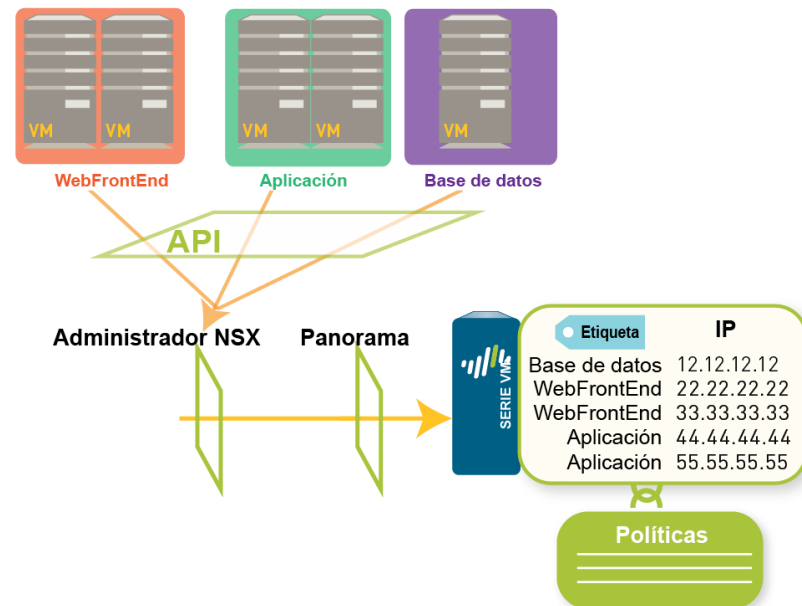 VM VM VM VM VM
WebFrontEnd Aplicación Base de datos
API
Administrador NSX Panorama
SERIE VM
Etiqueta IP
Base de datos 12.12.12.12
WebFrontEnd 22.22.22.22
WebFrontEnd 33.33.33.33
Aplicación 44.44.44.44
Aplicación 55.55.55.55
Políticas